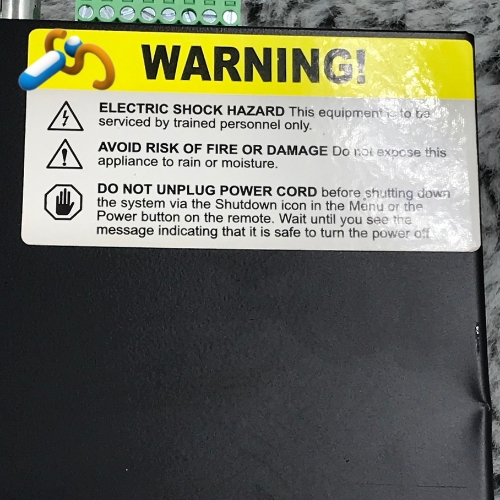 WARNING!
ELECTRIC SHOCK HAZARD This equipment is to be
serviced by trained personnel only.
AVOID RISK OF FIRE OR DAMAGE Do not expose this
appliance to rain or moisture.
DO NOT UNPLUG POWER CORD before shutting down
the system via the Shutdown icon in the Menu or the
Power button on the remote. Wait until you see the
message indicating that it is safe to turn the power off